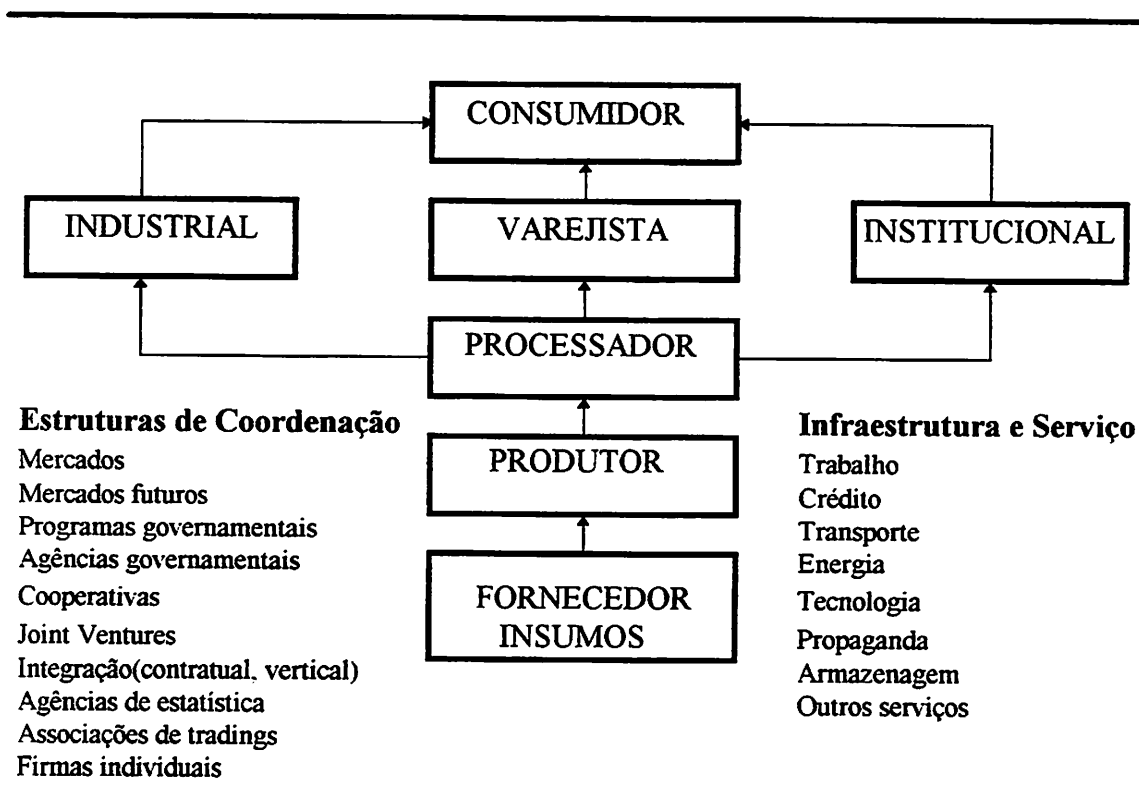 CONSUMIDOR
INDUSTRIAL
VAREJISTA
INSTITUCIONAL
PROCESSADOR
PRODUTOR
FORNECEDOR
INSUMOS
Estruturas de Coordenação
Mercados
Mercados futuros
Programas governamentais
Agências governamentais
Cooperativas
Joint Ventures
Integração(contratual, vertical)
Agências de estatística
Associações de tradings
Firmas individuais
Infraestrutura e Serviço
Trabalho
Crédito
Transporte
Energia
Tecnologia
Propaganda
Armazenagem
Outros serviços